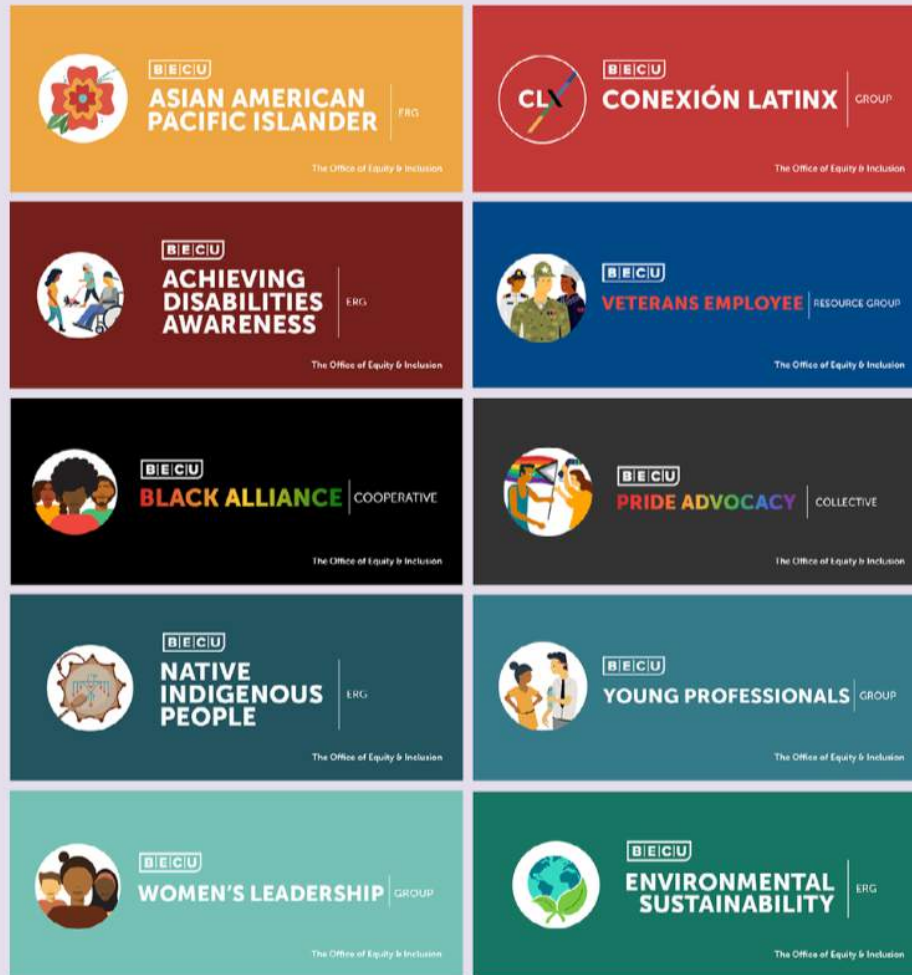 BECU
ASIAN AMERICAN
PACIFIC ISLANDER
ERG
The Office of Equity & Inclusion
CLX
BECU
CONEXIÓN LATINX
GROUP
The Office of Equity & Inclusion
BECU
ACHIEVING
DISABILITIES
AWARENESS
ERG
The Office of Equity & Inclusion
BECU
VETERANS EMPLOYEE RESOURCE GROUP
The Office of Equity & Inclusion
BECU
BLACK ALLIANCE COOPERATIVE
The Office of Equity & Inclusion
BECU
PRIDE ADVOCACY COLLECTIVE
The Office of Equity & Inclusion
BECU
NATIVE
INDIGENOUS
PEOPLE
ERG
The Office of Equity & Inclusion
BECU
YOUNG PROFESSIONALS GROUP
The Office of Equity & Inclusion
BECU
WOMEN'S LEADERSHIP GROUP
The Office of Equity & Inclusion
BECU
ENVIRONMENTAL
SUSTAINABILITY
ERG
The Office of Equity & Inclusion